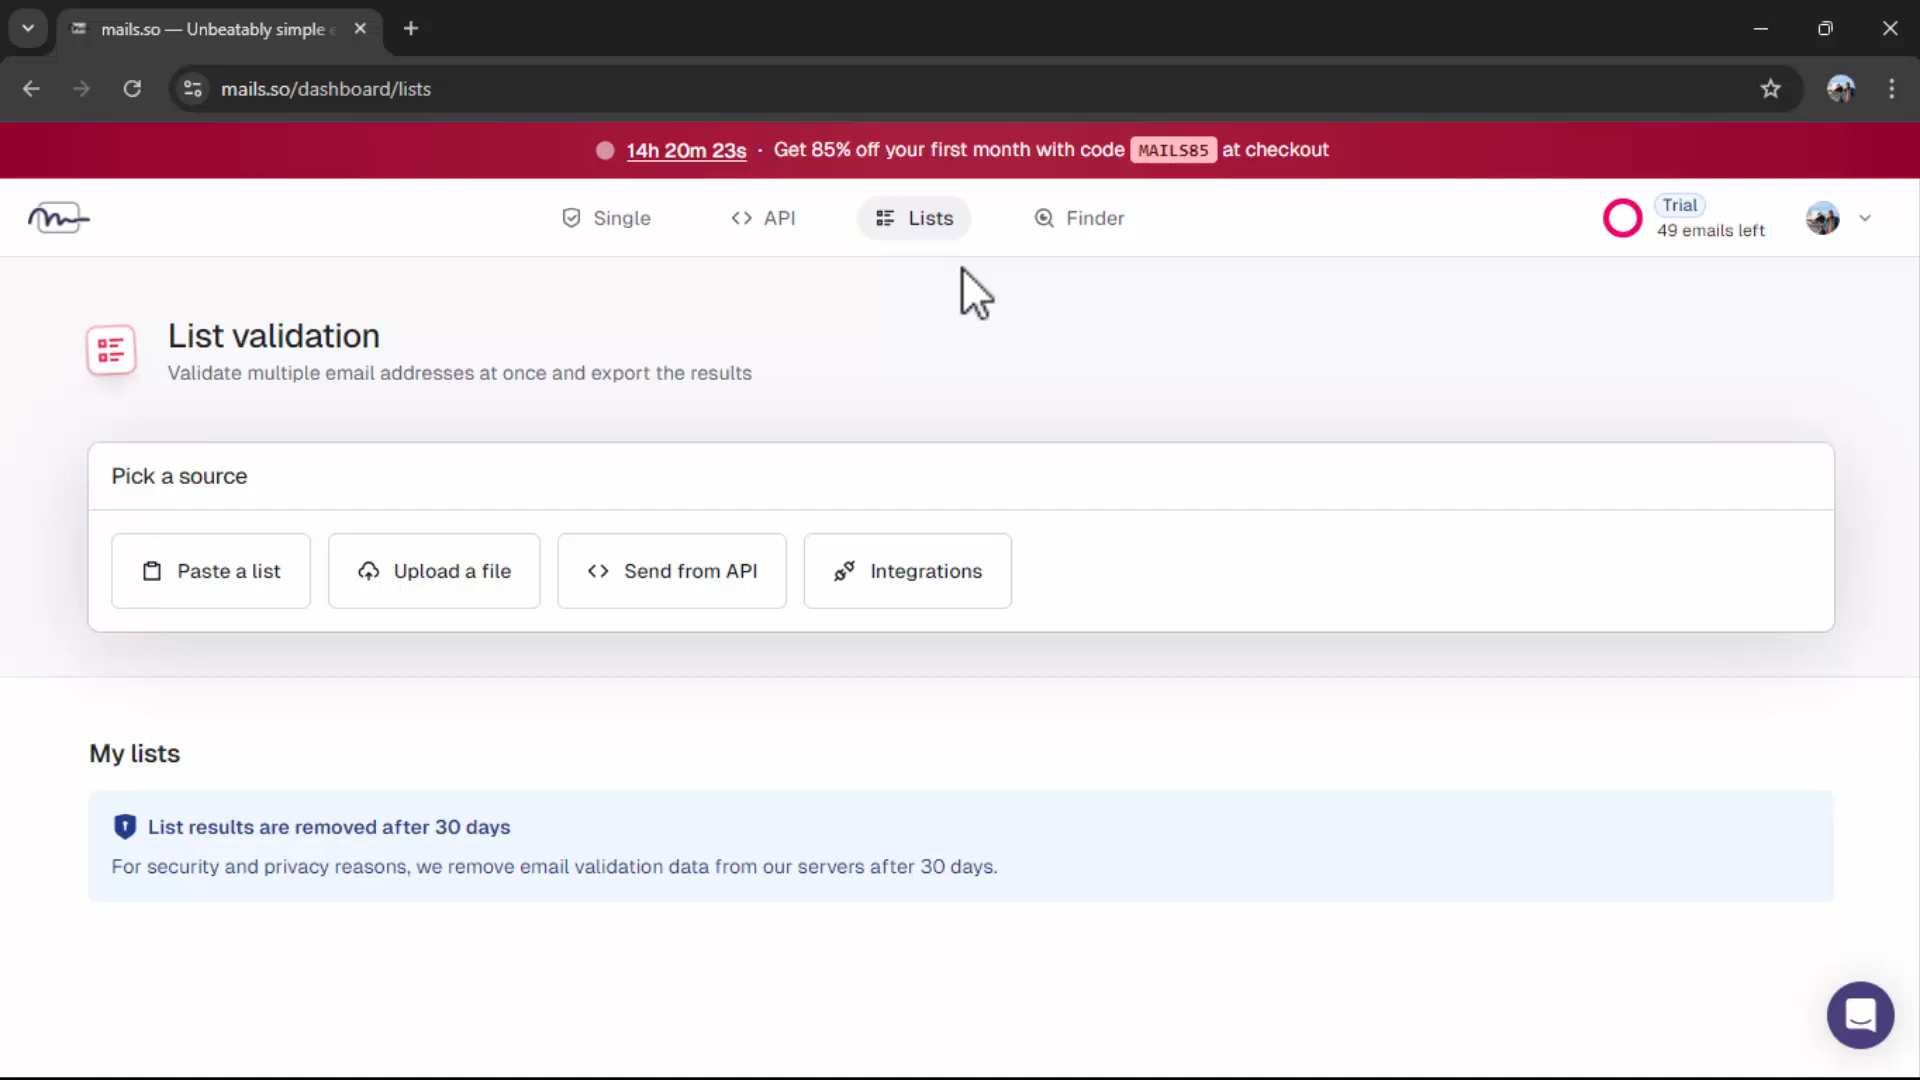 mails.so — Unbeatably simple
mails.so/dashboard/lists
14h 20m 23s · Get 85% off your first month with code MAILS85 at checkout
Single
API
Lists
Finder
Trial
49 emails left
List validation
Validate multiple email addresses at once and export the results
Pick a source
Paste a list
Upload a file
Send from API
Integrations
My lists
List results are removed after 30 days
For security and privacy reasons, we remove email validation data from our servers after 30 days.